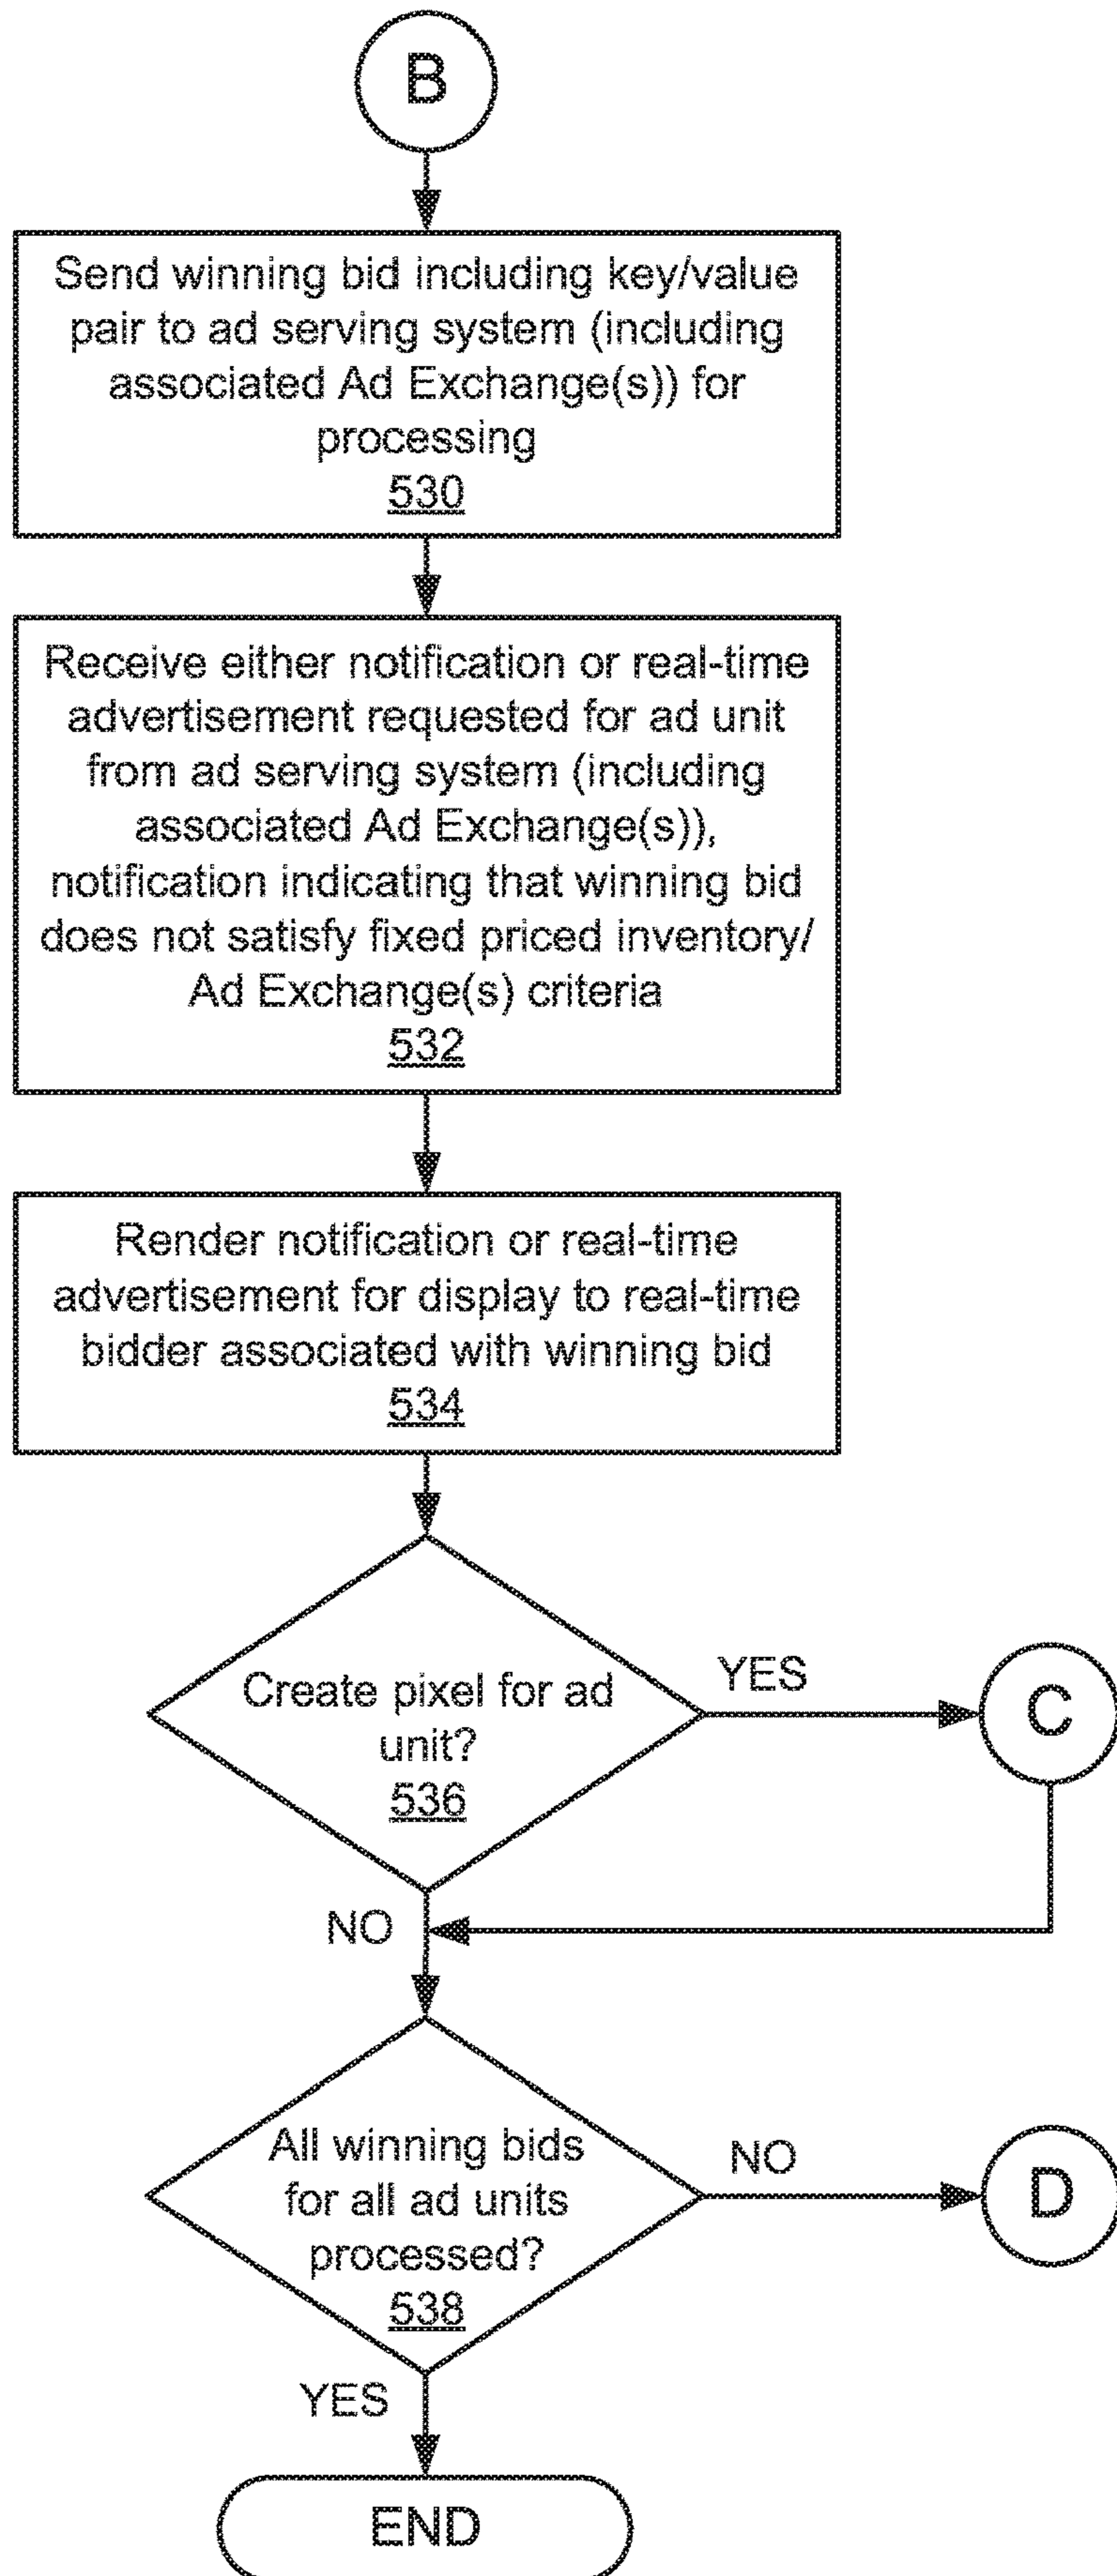 B
Send winning bid including key/value
pair to ad serving system (including
associated Ad Exchange(s)) for
processing
530
Receive either notification or real-time
advertisement requested for ad unit
from ad serving system (including
associated Ad Exchange(s)),
notification indicating that winning bid
does not satisfy fixed priced inventory/
Ad Exchange(s) criteria
532
Render notification or real-time
advertisement for display to real-time
bidder associated with winning bid
534
Create pixel for ad
unit?
536
YES
C
NO
All winning bids
for all ad units
processed?
538
NO
D
YES
END